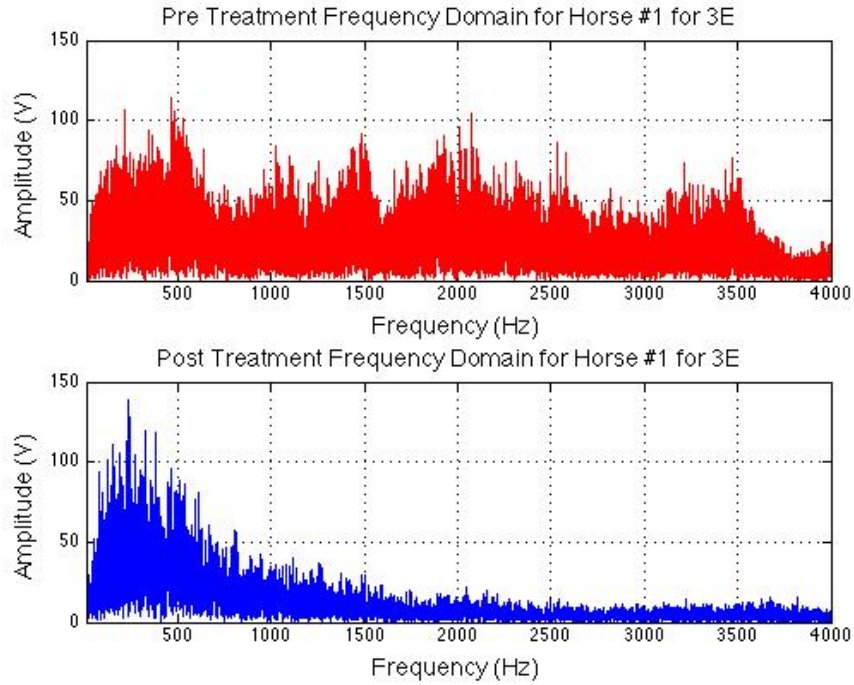 Pre Treatment Frequency Domain for Horse #1 for 3E
150
100
50
0
Amplitude (V)
500 1000 1500 2000 2500 3000 3500 4000
Frequency (Hz)
Post Treatment Frequency Domain for Horse #1 for 3E
150
100
50
0
Amplitude (V)
500 1000 1500 2000 2500 3000 3500 4000
Frequency (Hz)